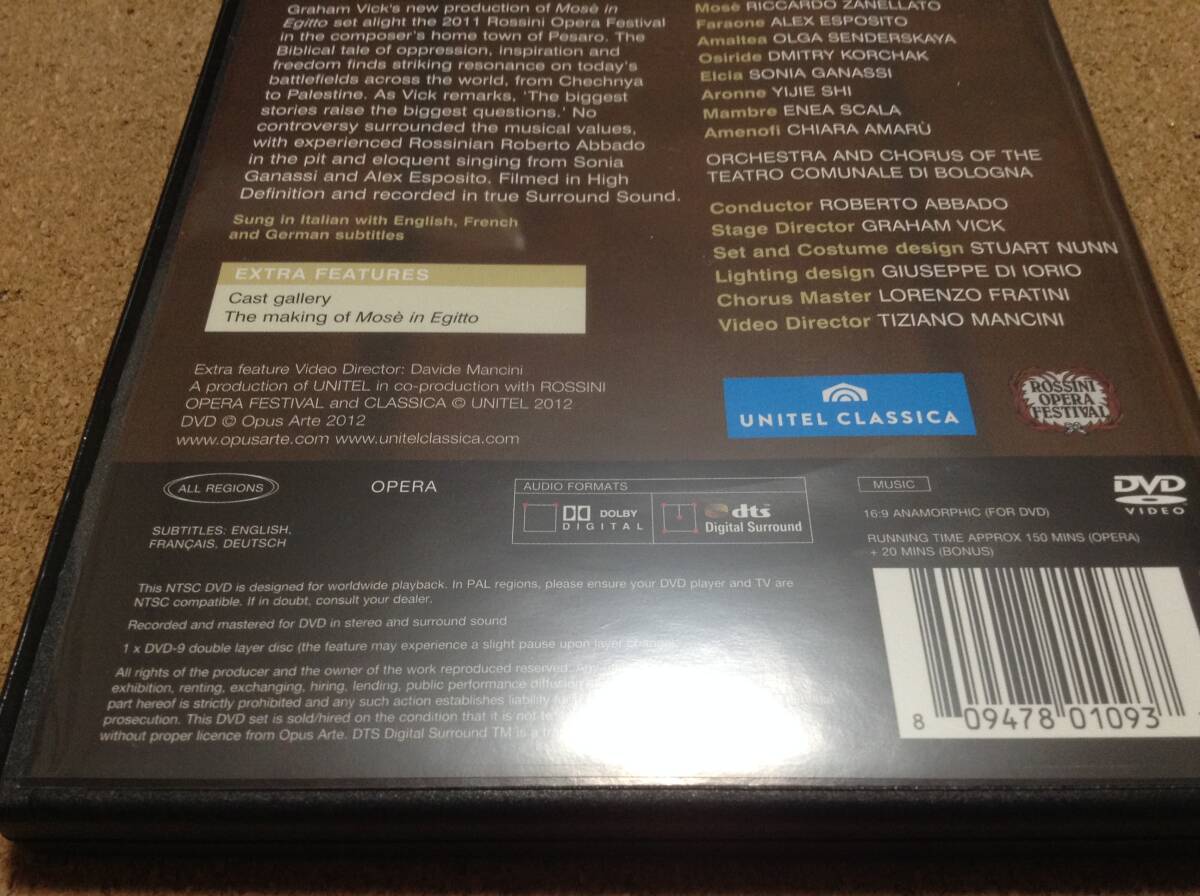 Graham Vick's new production of Mosè in
Egitto set alight the 2011 Rossini Opera Festival
in the composer's home town of Pesaro. The
Biblical tale of oppression, inspiration and
freedom finds striking resonance on today's
battlefields across the world, from Chechnya
to Palestine. As Vick remarks, 'The biggest
stories raise the biggest questions.' No
controversy surrounded the musical values,
with experienced Rossinian Roberto Abbado
in the pit and eloquent singing from Sonia
Ganassi and Alex Esposito. Filmed in High
Definition and recorded in true Surround Sound.
Sung in Italian with English, French
and German subtitles
EXTRA FEATURES
Cast gallery
The making of Mosè in Egitto
Extra feature Video Director: Davide Mancini
A production of UNITEL in co-production with ROSSINI
OPERA FESTIVAL and CLASSICA © UNITEL 2012
DVD © Opus Arte 2012
www.opusarte.com www.unitelclassica.com
Mosè RICCARDO ZANELLATO
Faraone ALEX ESPOSITO
Amaltea OLGA SENDERSKAYA
Osiride DMITRY KORCHAK
Elcia SONIA GANASSI
Aronne YIJIE SHI
Mambre ENEA SCALA
Amenofi CHIARA AMARÙ
ORCHESTRA AND CHORUS OF THE
TEATRO COMUNALE DI BOLOGNA
Conductor ROBERTO ABBADO
Stage Director GRAHAM VICK
Set and Costume design STUART NUNN
Lighting design GIUSEPPE DI IORIO
Chorus Master LORENZO FRATINI
Video Director TIZIANO MANCINI
UNITEL CLASSICA
ROSSINI
OPERA
FESTIVAL
ALL REGIONS
OPERA
SUBTITLES: ENGLISH,
FRANÇAIS, DEUTSCH
AUDIO FORMATS
DOLBY
DIGITAL
dts
Digital Surround
MUSIC
DVD
VIDEO
16:9 ANAMORPHIC (FOR DVD)
RUNNING TIME APPROX 150 MINS (OPERA)
+ 20 MINS (BONUS)
This NTSC DVD is designed for worldwide playback. In PAL regions, please ensure your DVD player and TV are
NTSC compatible. If in doubt, consult your dealer.
Recorded and mastered for DVD in stereo and surround sound
1 x DVD-9 double layer disc (the feature may experience a slight pause upon layer
All rights of the producer and the owner of the work reproduced reserved.
exhibition, renting, exchanging, hiring, lending, public performance
part hereof is strictly prohibited and any such action establishes liability
prosecution. This DVD set is sold/hired on the condition that it is not
without proper licence from Opus Arte. DTS Digital Surround TM is a
8 09478 01093